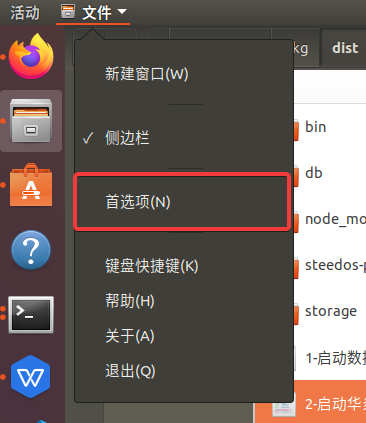 活动
文件
kg
dist
新建窗口(W)
✓ 侧边栏
首选项(N)
键盘快捷键(K)
帮助(H)
关于(A)
退出(Q)
bin
db
node_mo
steedos-p
storage
1-启动数据
2-启动华炎